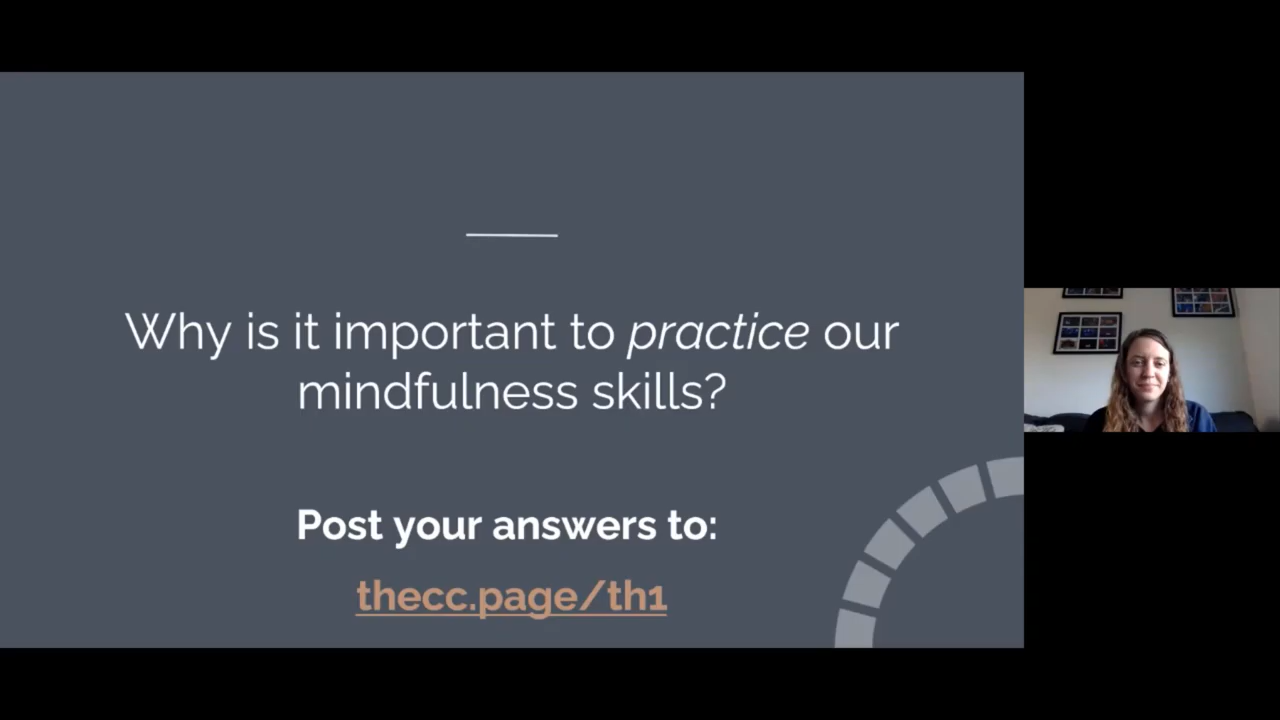 Why is it important to practice our
mindfulness skills?
Post your answers to:
thecc.page/th1